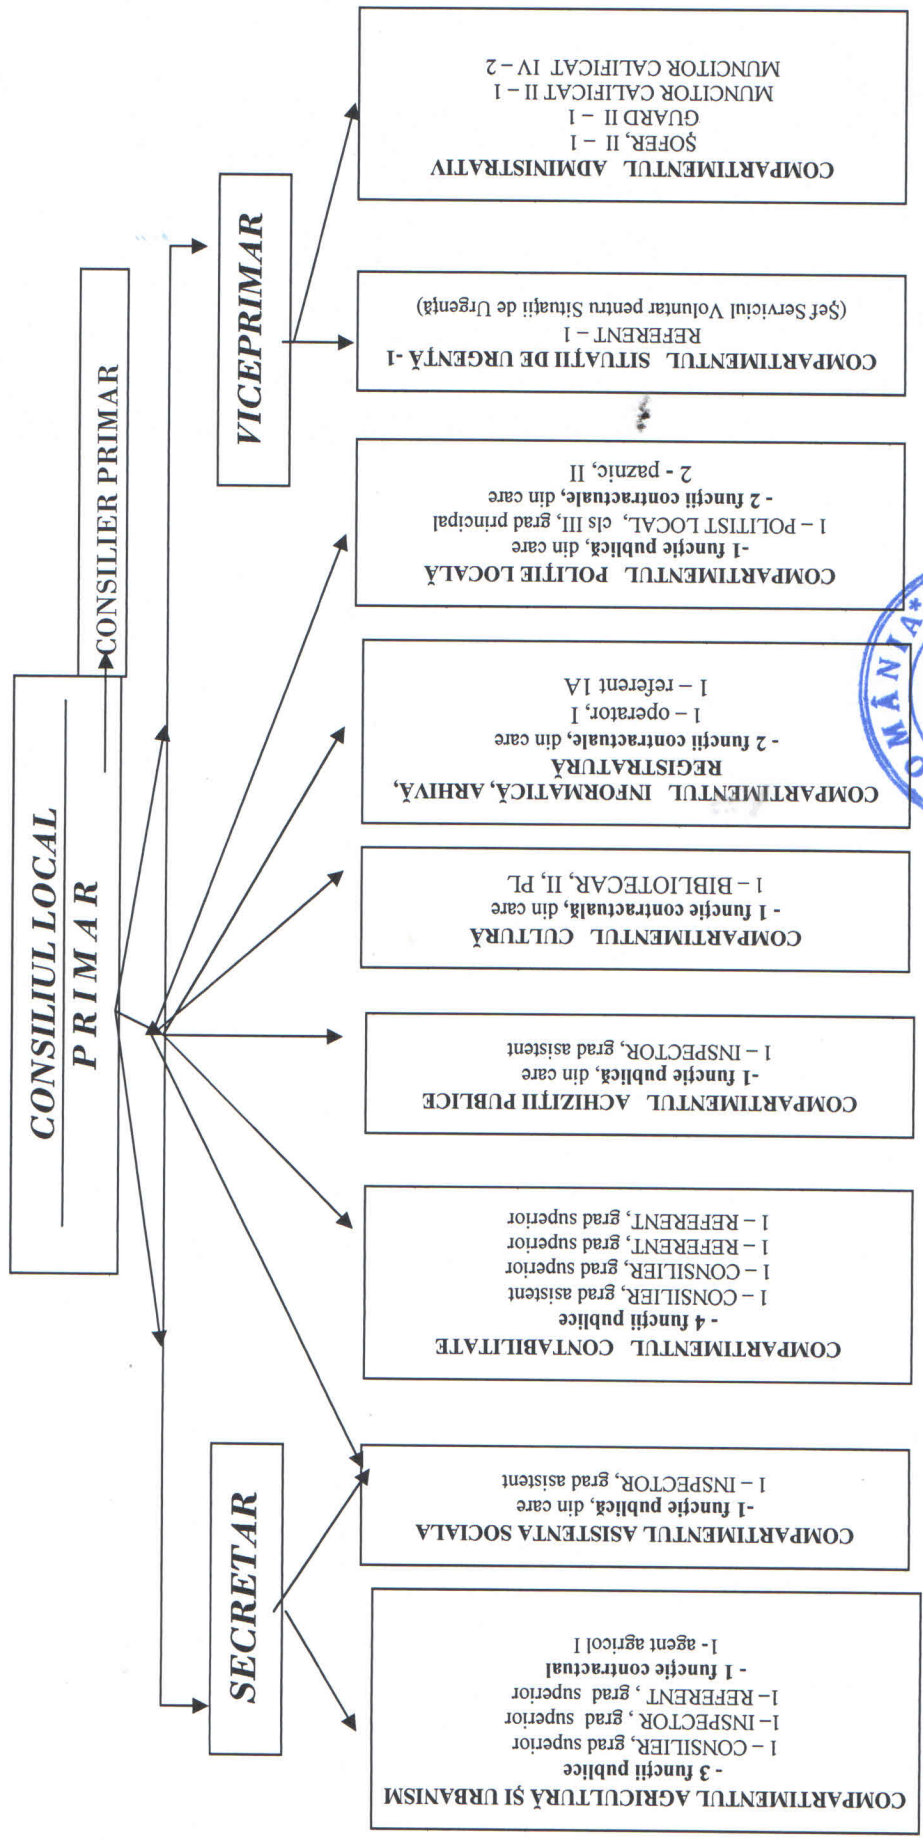 CONSILIUL LOCAL
PRIMAR
CONSILIER PRIMAR
SECRETAR
VICEPRIMAR
COMPARTIMENTUL AGRICULTURĂ ŞI URBANISM
- 3 funcţii publice
1 – CONSILIER, grad superior
1– INSPECTOR , grad superior
1– REFERENT , grad superior
- 1 funcţie contractual
1- agent agricol I
COMPARTIMENTUL ASISTENTA SOCIALA
-1 funcţie publică, din care
1 – INSPECTOR, grad asistent
COMPARTIMENTUL CONTABILITATE
- 4 funcţii publice
1 – CONSILIER, grad asistent
1 – CONSILIER, grad superior
1 – REFERENT, grad superior
1 – REFERENT, grad superior
COMPARTIMENTUL ACHIZIŢII PUBLICE
-1 funcţie publică, din care
1 – INSPECTOR, grad asistent
COMPARTIMENTUL CULTURĂ
- 1 funcţie contractuală, din care
1 – BIBLIOTECAR, II, PL
COMPARTIMENTUL INFORMATICĂ, ARHIVĂ,
REGISTRATURĂ
- 2 funcţii contractuale, din care
1 – operator, I
1 – referent 1A
COMPARTIMENTUL POLIŢIE LOCALĂ
-1 funcţie publică, din care
1 – POLITIST LOCAL, cls III, grad principal
- 2 funcţii contractuale, din care
2 - paznic, II
COMPARTIMENTUL SITUAŢII DE URGENŢĂ -1
REFERENT – 1
(Şef Serviciul Voluntar pentru Situaţii de Urgenţă)
COMPARTIMENTUL ADMINISTRATIV
ŞOFER, II – 1
GUARD II – 1
MUNCITOR CALIFICAT II – 1
MUNCITOR CALIFICAT IV – 2
OMÂNIA*